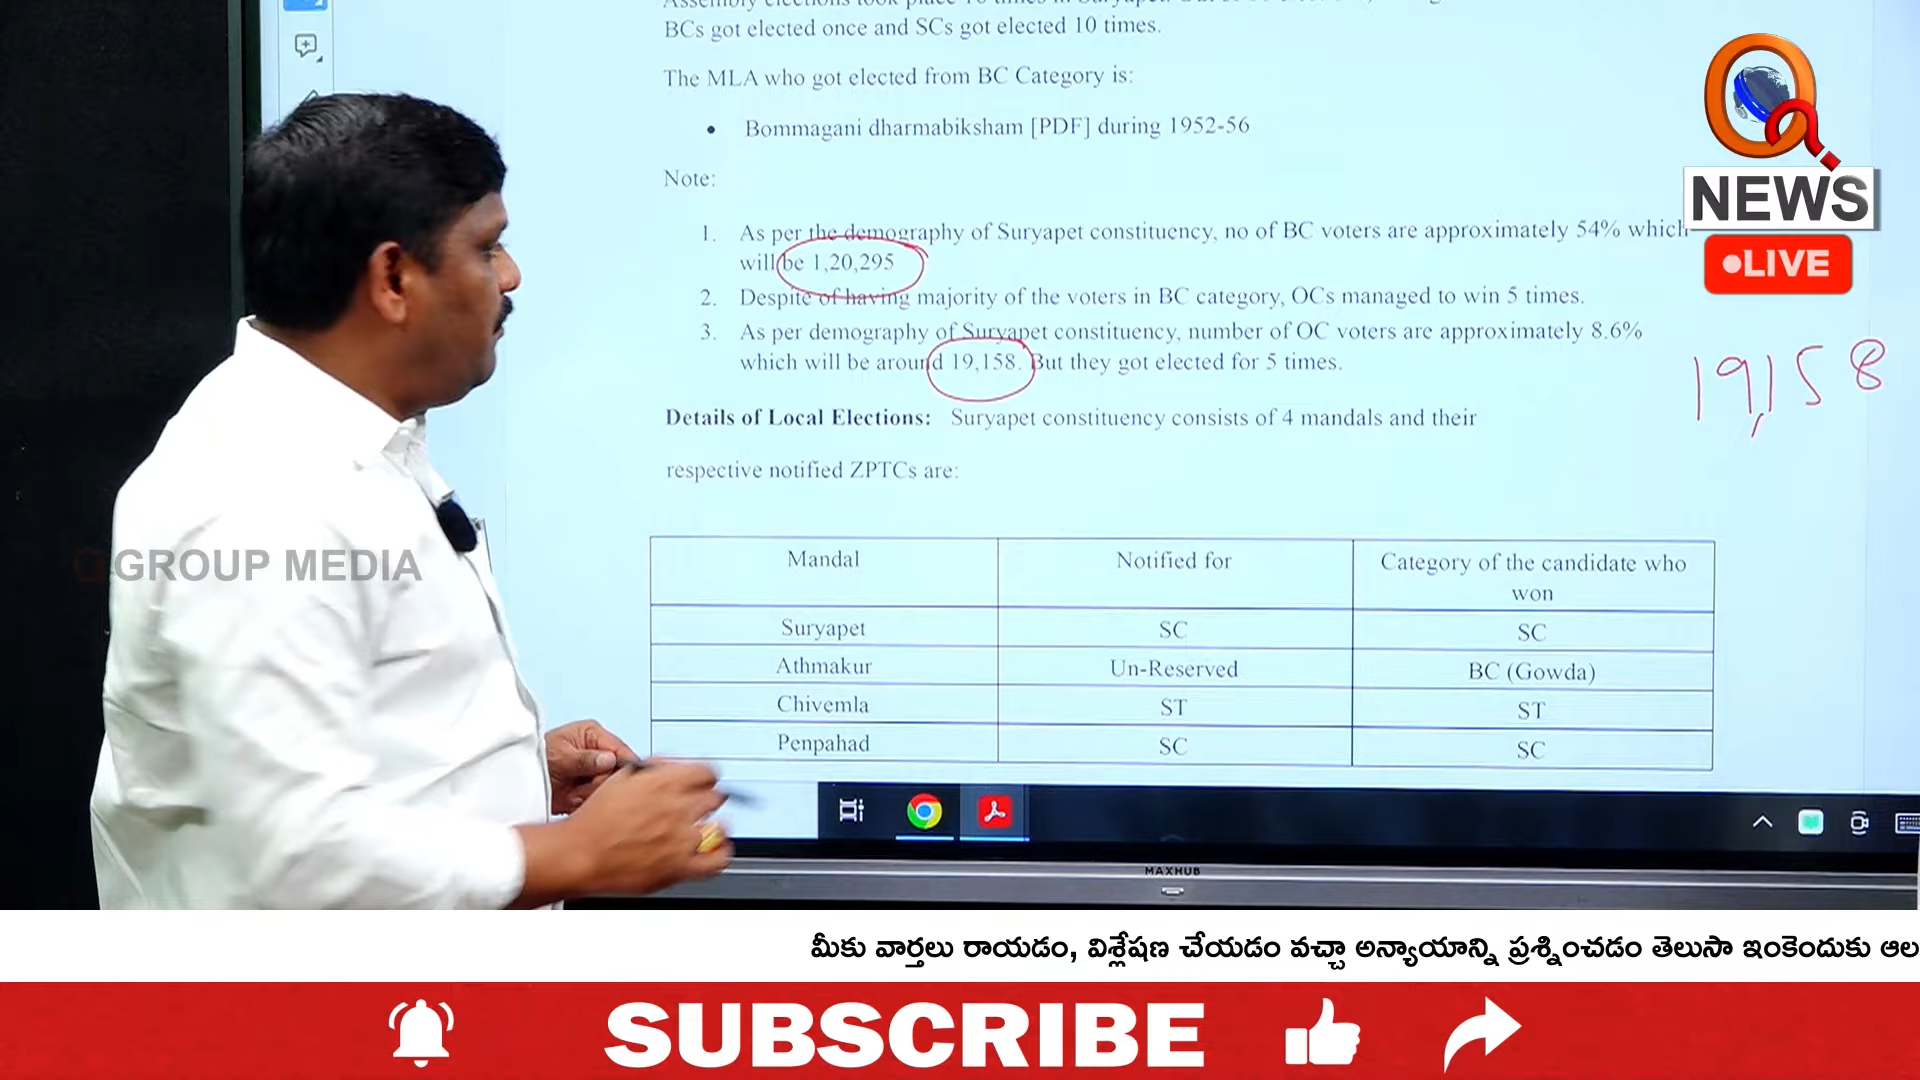 BCs got elected once and SCs got elected 10 times.
The MLA who got elected from BC Category is:
• Bommagani dharmabiksham [PDF] during 1952-56
Note:
1. As per the demography of Suryapet constituency, no of BC voters are approximately 54% which
will be 1,20,295
2. Despite of having majority of the voters in BC category, OCs managed to win 5 times.
3. As per demography of Suryapet constituency, number of OC voters are approximately 8.6%
which will be around 19,158. But they got elected for 5 times.
19,158
Details of Local Elections: Suryapet constituency consists of 4 mandals and their
respective notified ZPTCs are:
Mandal Notified for Category of the candidate who
won
Suryapet SC SC
Athmakur Un-Reserved BC (Gowda)
Chivemla ST ST
Penpahad SC SC
MAXHUB
Q
NEWS
LIVE
GROUP MEDIA
మీకు వార్తలు రాయడం, విశ్లేషణ చేయడం వచ్చా అన్యాయాన్ని ప్రశ్నించడం తెలుసా ఇంకెందుకు ఆల
SUBSCRIBE